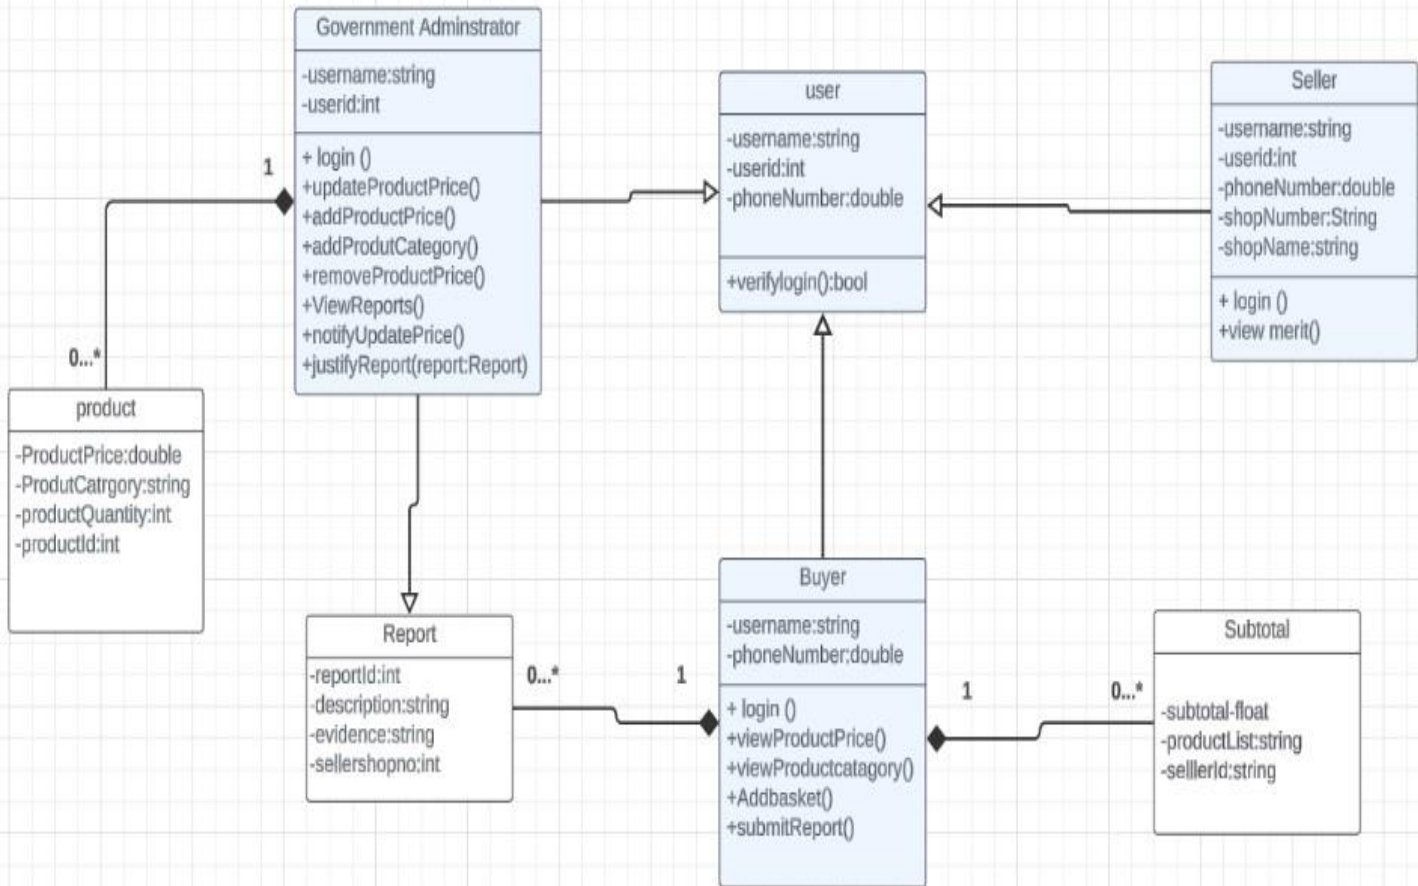 Government Adminstrator
-username:string
-userid:int
+ login ()
+updateProductPrice()
+addProductPrice()
+addProdutCategory()
+removeProductPrice()
+ViewReports()
+notifyUpdatePrice()
+justifyReport(report:Report)
user
-username:string
-userid:int
-phoneNumber:double
+verifylogin():bool
Seller
-username:string
-userid:int
-phoneNumber:double
-shopNumber:String
-shopName:string
+ login ()
+view merit()
1
0...*
product
-ProductPrice:double
-ProdutCatrgory:string
-productQuantity:int
-productId:int
Report
-reportId:int
-description:string
-evidence:string
-sellershopno:int
0...*
1
Buyer
-username:string
-phoneNumber:double
+ login ()
+viewProductPrice()
+viewProductcatagory()
+Addbasket()
+submitReport()
1
0...*
Subtotal
-subtotal-float
-productList:string
-selllerId:string